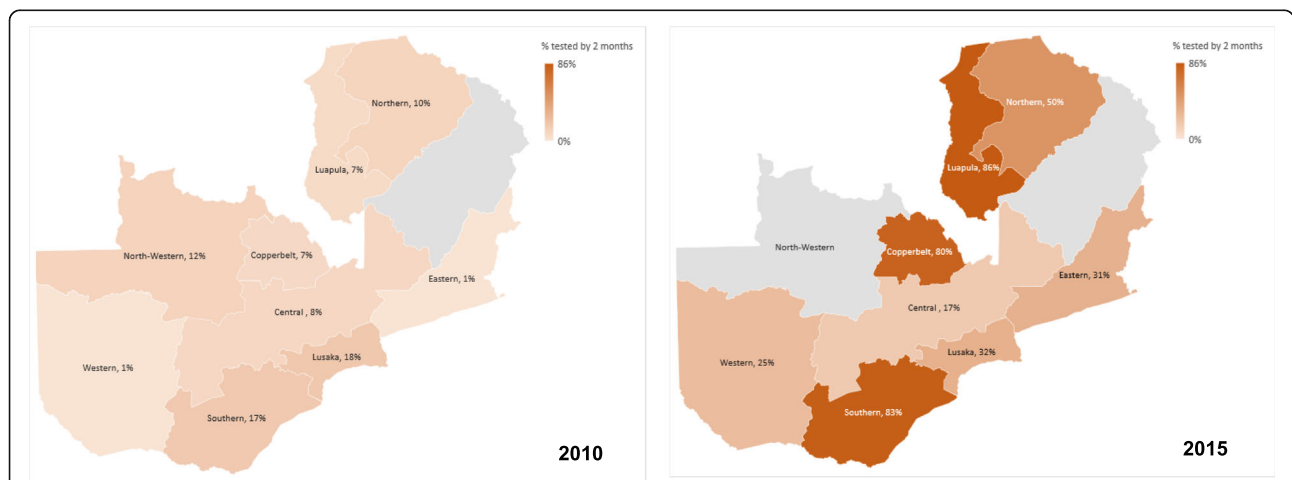 % tested by 2 months
86%
0%
Northern, 10%
Luapula, 7%
North-Western, 12%
Copperbelt, 7%
Eastern, 1%
Central , 8%
Lusaka, 18%
Western, 1%
Southern, 17%
2010
% tested by 2 months
86%
0%
Northern, 50%
Luapula, 86%
North-Western
Copperbelt, 80%
Eastern, 31%
Central , 17%
Lusaka, 32%
Western, 25%
Southern, 83%
2015